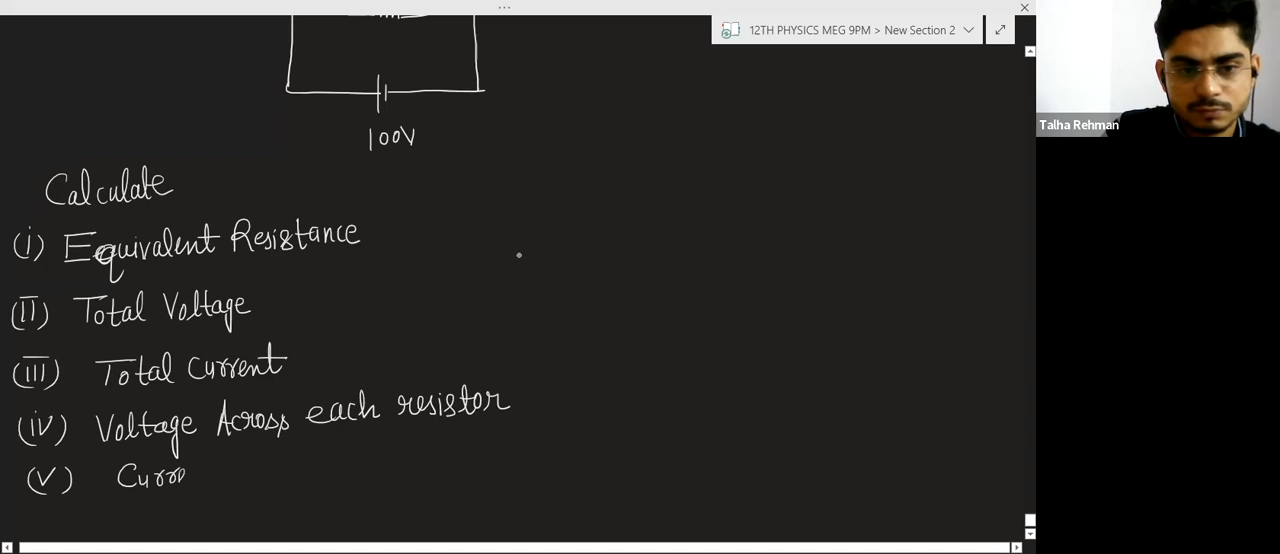 12TH PHYSICS MEG 9PM > New Section 2
Talha Rehman
100V
Calculate
(i) Equivalent Resistance
(II) Total Voltage
(III) Total Current
(iv) Voltage Across each resistor
(V) Curre